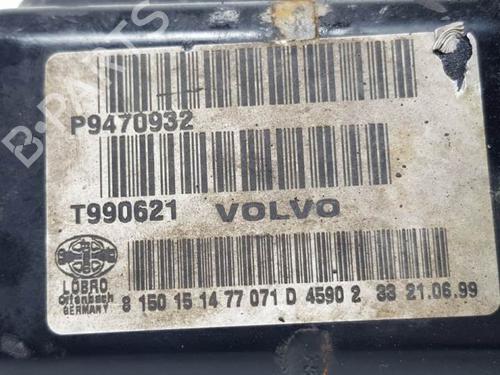 B-PARTS
P9470932
T990621 VOLVO
LÖBRO
Offenbach
GERMANY
8 150 15 14 77 071 D 4590 2 33 21.06.99